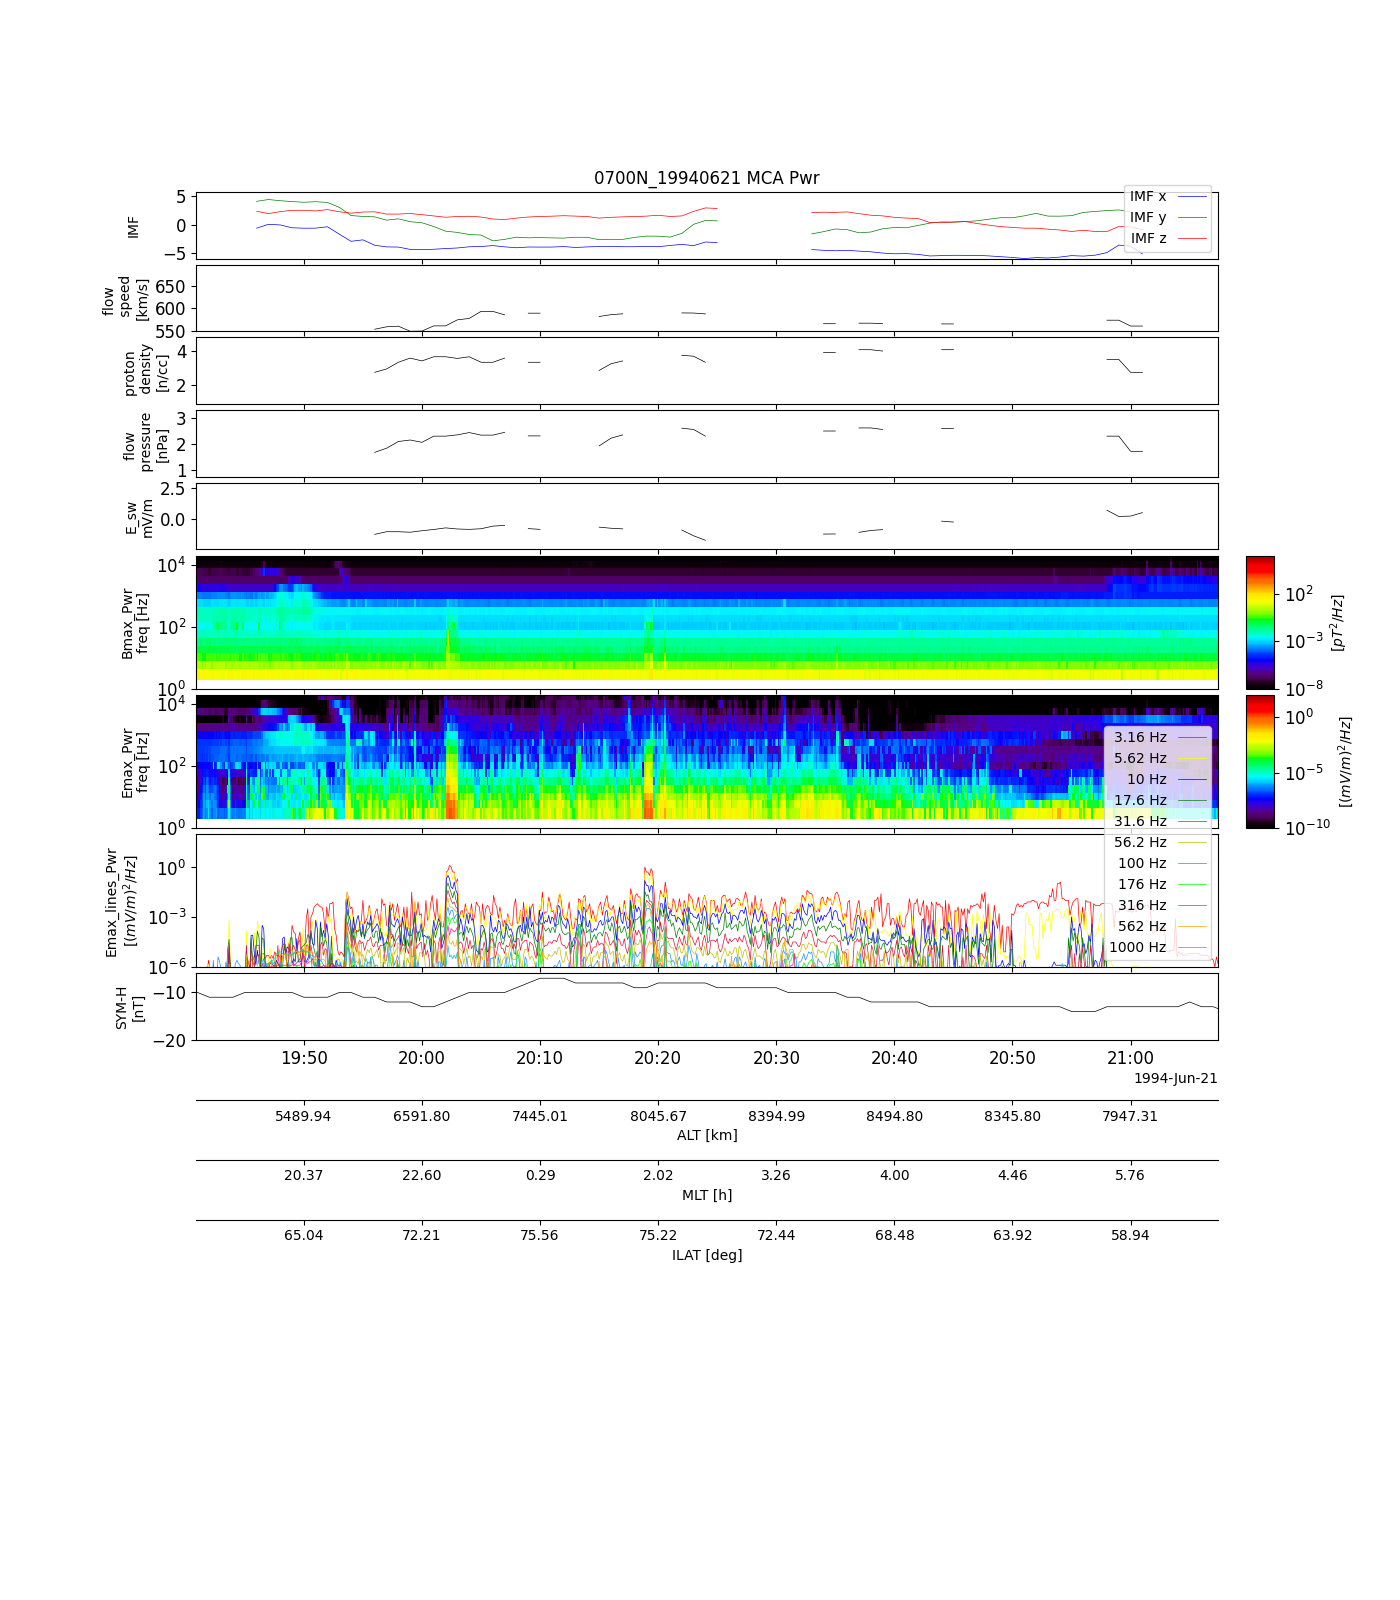 0700N_19940621 MCA Pwr
5
0
−5
IMF
IMF x
IMF y
IMF z
650
600
550
flow
speed
[km/s]
4
2
proton
density
[n/cc]
3
2
1
flow
pressure
[nPa]
2.5
0.0
E_sw
mV/m
10^4
10^2
10^0
Bmax_Pwr
freq [Hz]
10^2
10^−3
10^−8
[pT^2/Hz]
10^4
10^2
10^0
Emax_Pwr
freq [Hz]
10^0
10^−5
10^−10
[(mV/m)^2/Hz]
3.16 Hz
5.62 Hz
10 Hz
17.6 Hz
31.6 Hz
56.2 Hz
100 Hz
176 Hz
316 Hz
562 Hz
1000 Hz
10^0
10^−3
10^−6
Emax_lines_Pwr
[(mV/m)^2/Hz]
−10
−20
SYM-H
[nT]
19:50 20:00 20:10 20:20 20:30 20:40 20:50 21:00
1994-Jun-21
5489.94 6591.80 7445.01 8045.67 8394.99 8494.80 8345.80 7947.31
ALT [km]
20.37 22.60 0.29 2.02 3.26 4.00 4.46 5.76
MLT [h]
65.04 72.21 75.56 75.22 72.44 68.48 63.92 58.94
ILAT [deg]